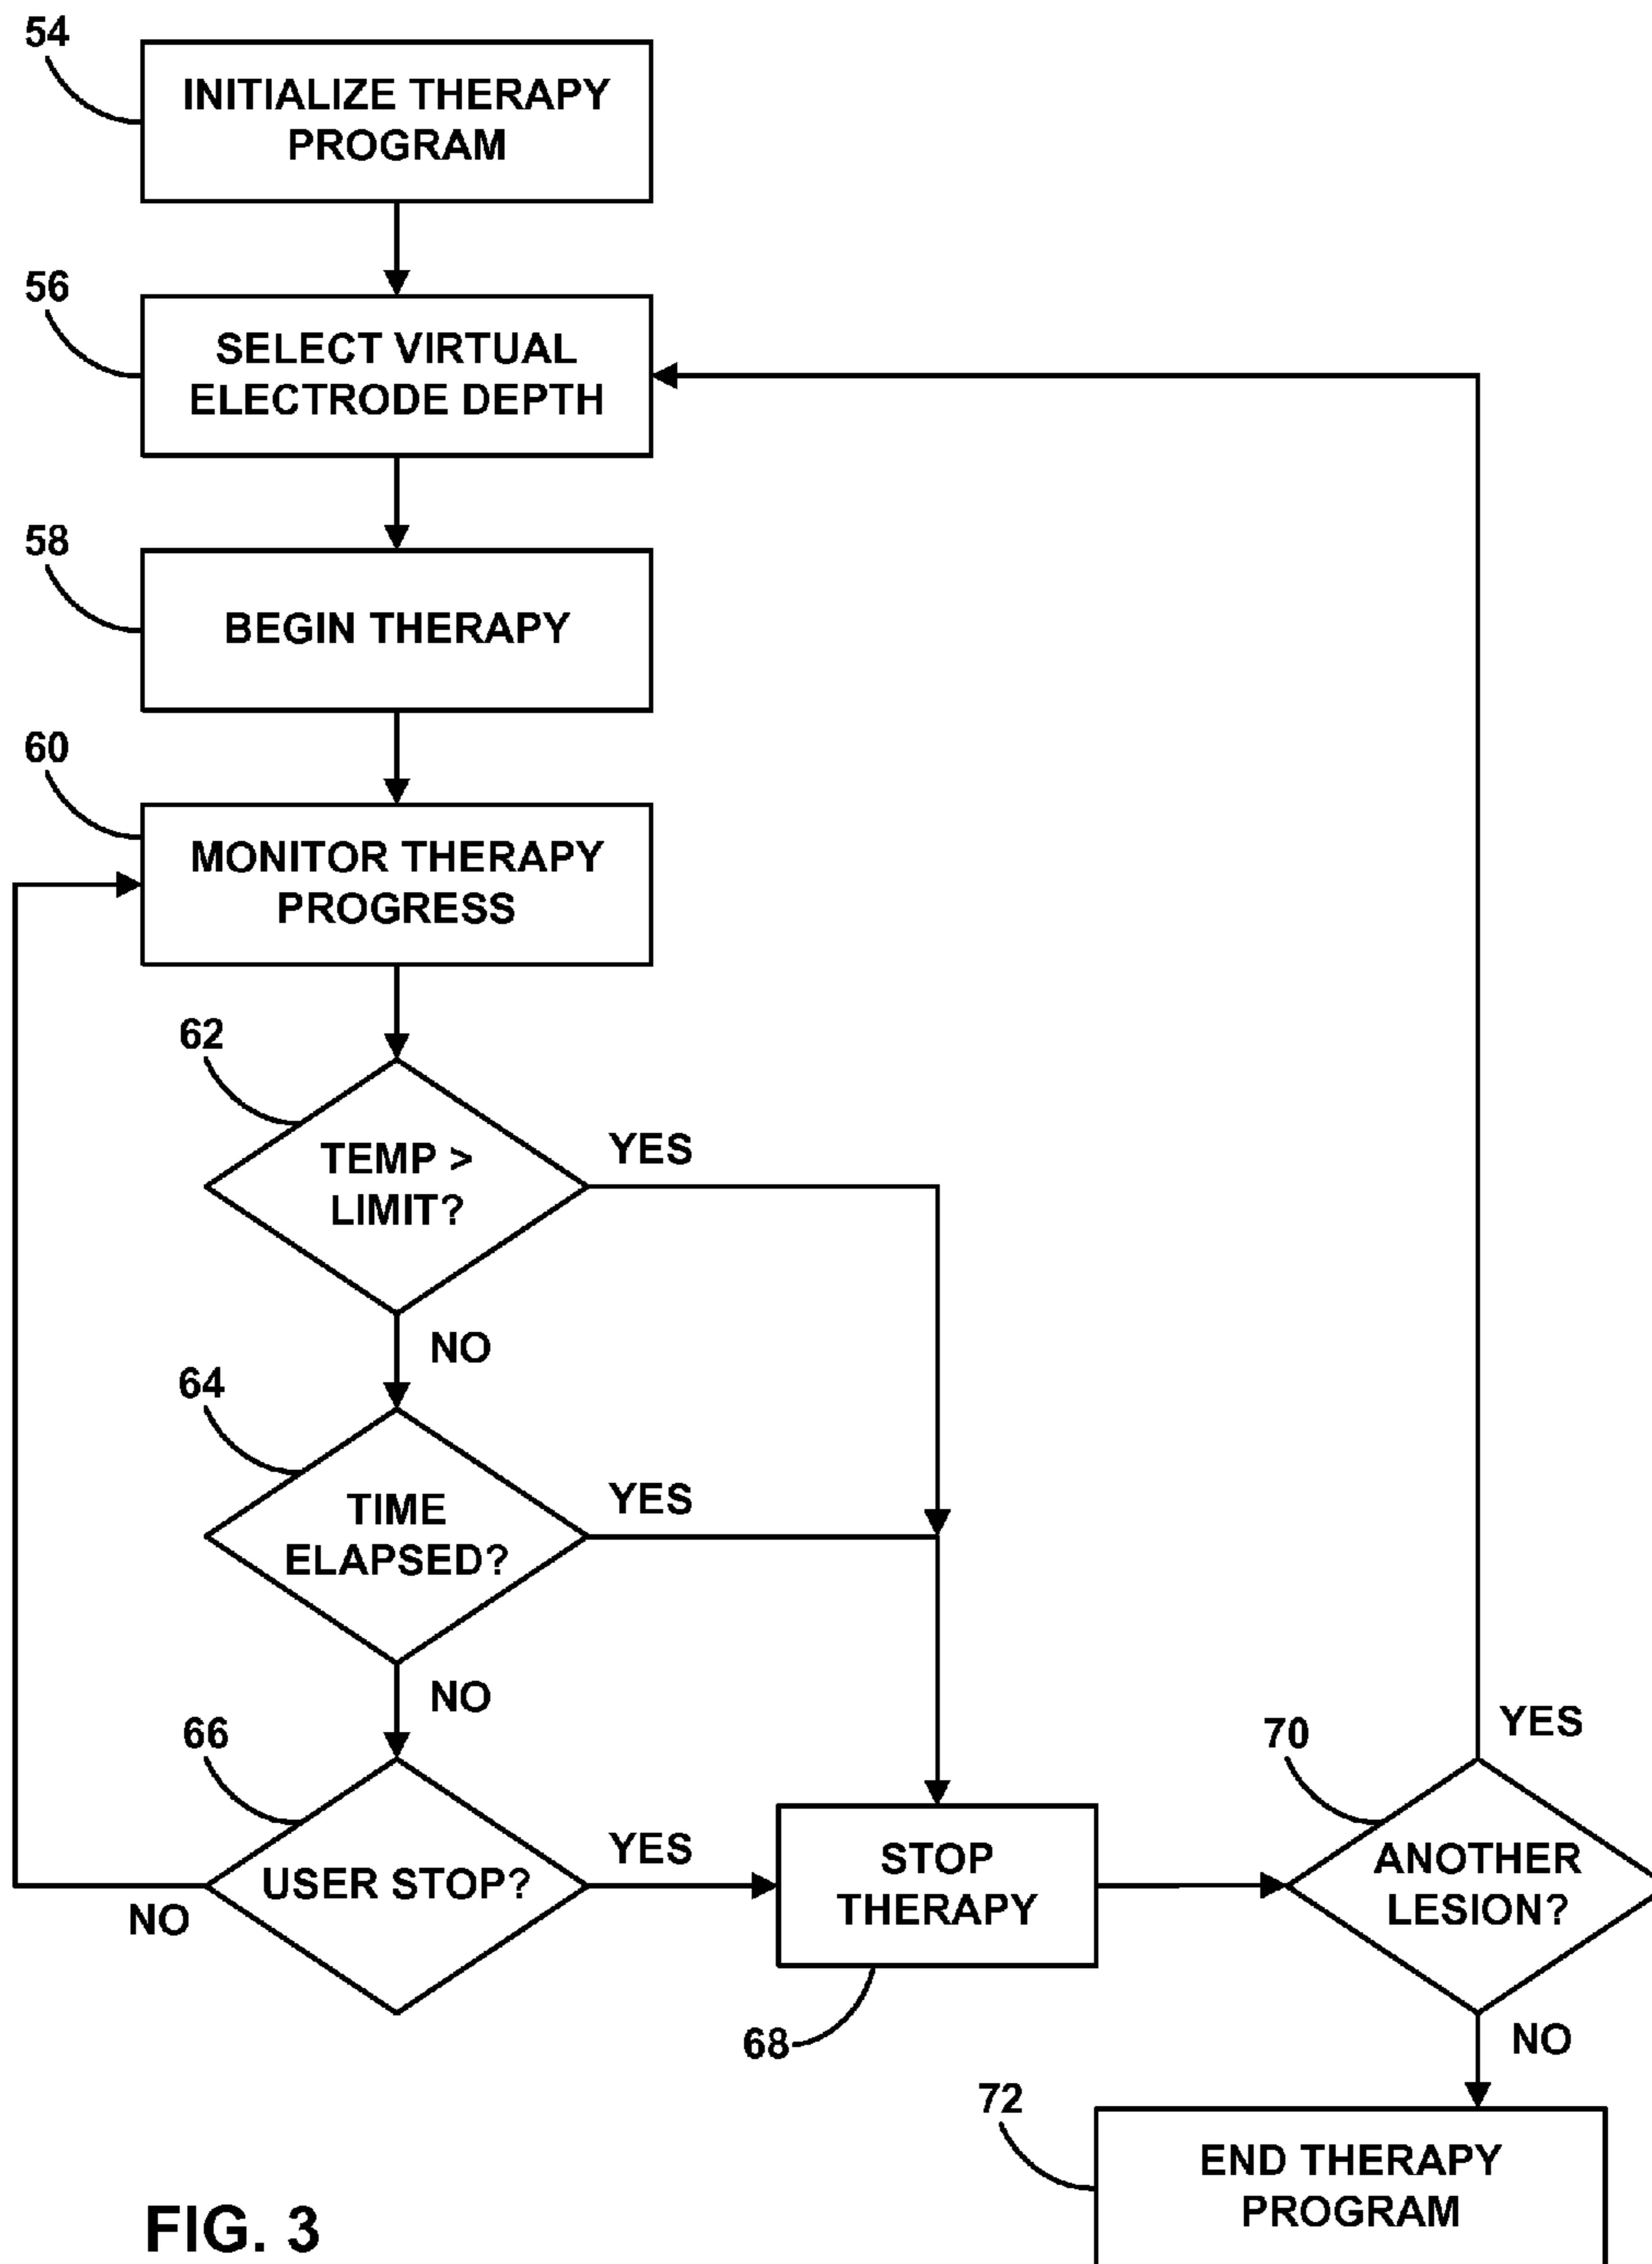 54
INITIALIZE THERAPY
PROGRAM
56
SELECT VIRTUAL
ELECTRODE DEPTH
58
BEGIN THERAPY
60
MONITOR THERAPY
PROGRESS
62
TEMP >
LIMIT?
YES
NO
64
TIME
ELAPSED?
YES
NO
66
USER STOP?
YES
NO
STOP
THERAPY
68
70
ANOTHER
LESION?
YES
NO
72
END THERAPY
PROGRAM
FIG. 3